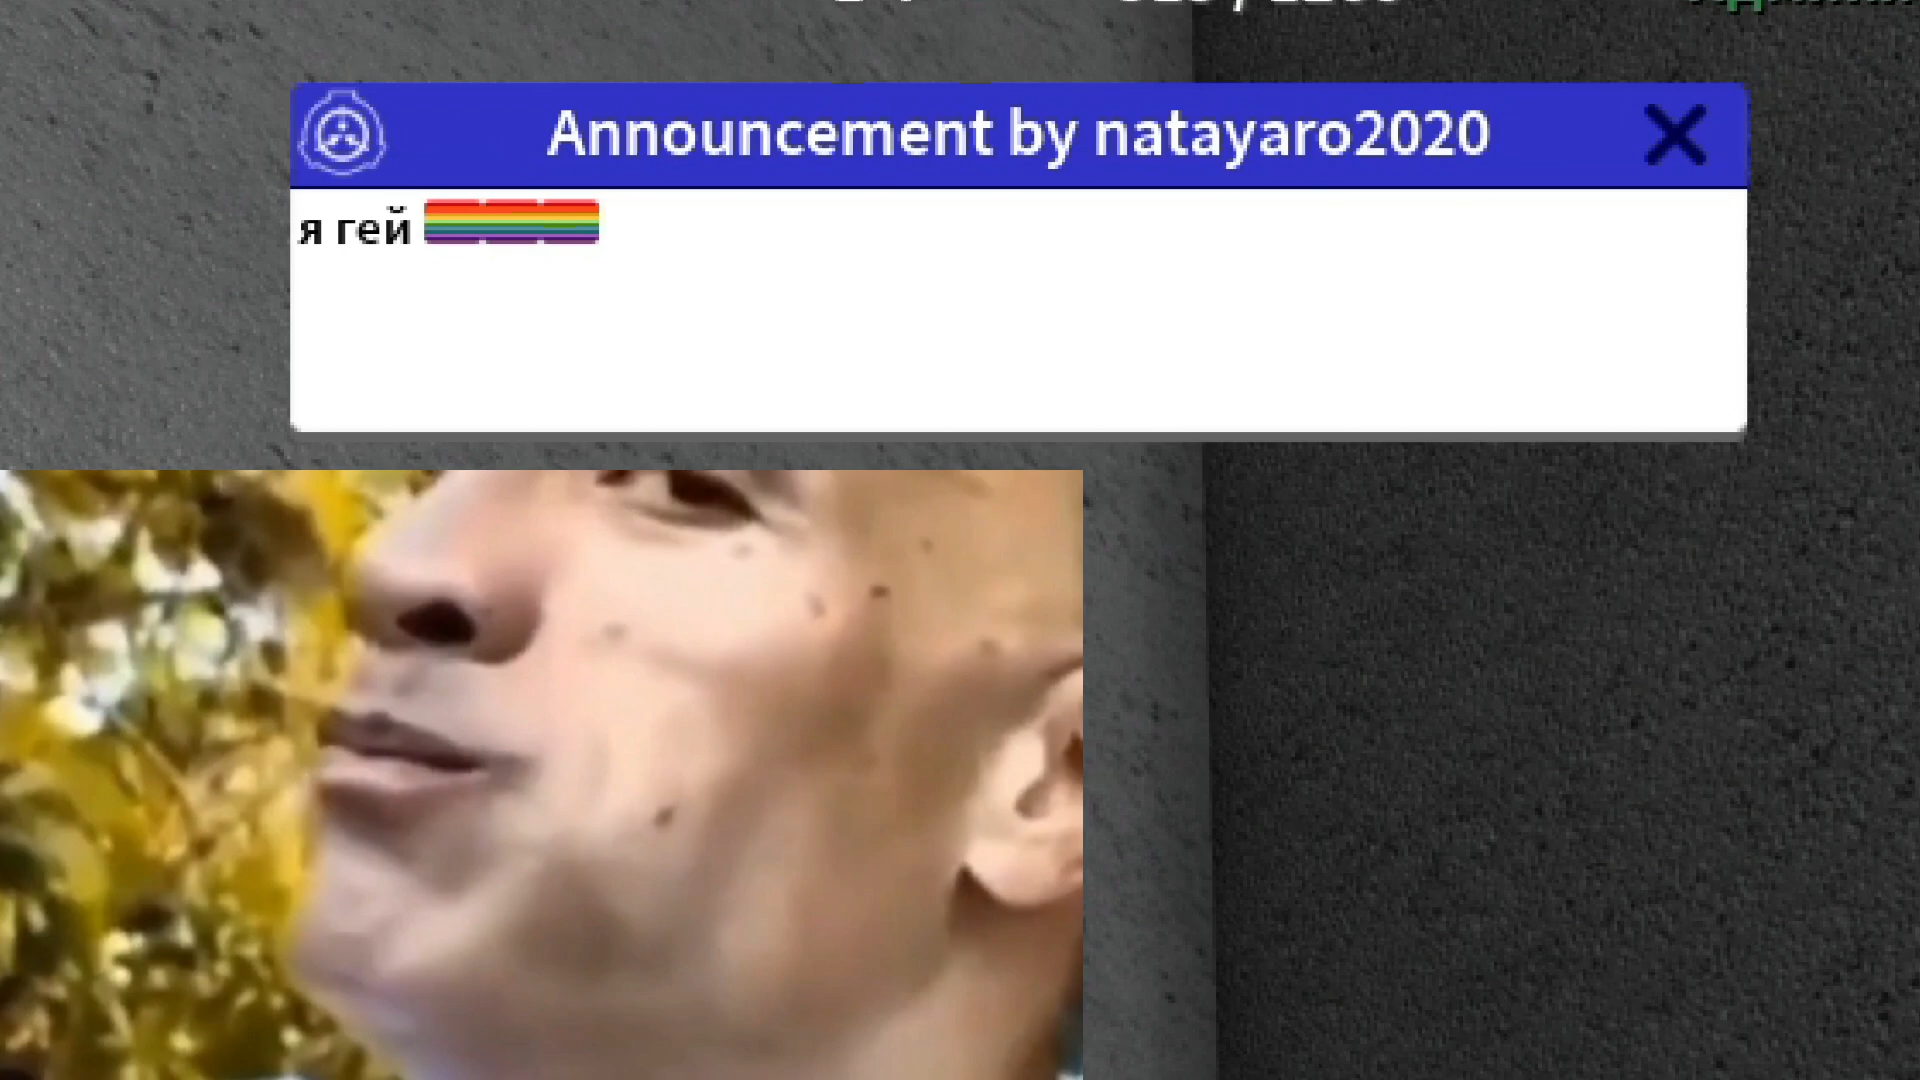 Announcement by natayaro2020
я гей 🏳️‍🌈🏳️‍🌈🏳️‍🌈